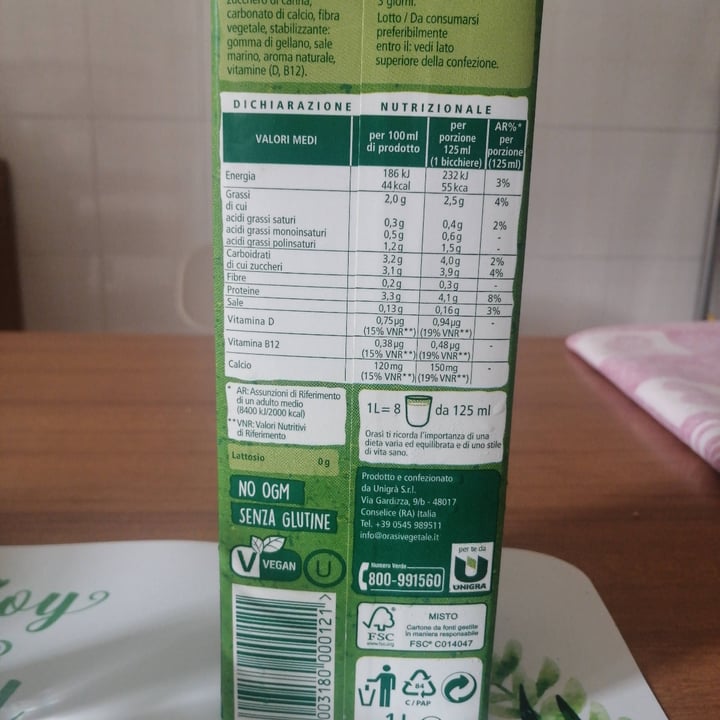 zucchero di canna,
carbonato di calcio, fibra
vegetale, stabilizzante:
gomma di gellano, sale
marino, aroma naturale,
vitamine (D, B12).
3 giorni.
Lotto / Da consumarsi
preferibilmente
entro il: vedi lato
superiore della confezione.
DICHIARAZIONE NUTRIZIONALE
VALORI MEDI
per 100 ml
di prodotto
per
porzione
125 ml
(1 bicchiere)
AR%*
per
porzione
(125 ml)
Energia 186 kJ 232 kJ 3%
44 kcal 55 kca
Grassi 2,0 g 2,5 g 4%
di cui
acidi grassi saturi 0,3 g 0,4 g 2%
acidi grassi monoinsaturi 0,5 g 0,6 g -
acidi grassi polinsaturi 1,2 g 1,5 g -
Carboidrati 3,2 g 4,0 g 2%
di cui zuccheri 3,1 g 3,9 g 4%
Fibre 0,2 g 0,3 g -
Proteine 3,3 g 4,1 g 8%
Sale 0,13 g 0,16 g 3%
Vitamina D 0,75 µg 0,94 µg -
(15% VNR**) (19% VNR**)
Vitamina B12 0,38 µg 0,48 µg -
(15% VNR**) (19% VNR**)
Calcio 120 mg 150 mg -
(15% VNR**) (19% VNR**)
* AR: Assunzioni di Riferimento
di un adulto medio
(8400 kJ/2000 kcal)
** VNR: Valori Nutritivi
di Riferimento
1L = 8 da 125 ml
Orasì ti ricorda l'importanza di una
dieta varia ed equilibrata e di uno stile
di vita sano.
Lattosio 0 g
NO OGM
SENZA GLUTINE
V VEGAN
U
Prodotto e confezionato
da Unigrà S.r.l.
Via Gardizza, 9/b - 48017
Conselice (RA) Italia
Tel. +39 0545 989511
info@orasivegetale.it
Numero Verde
800-991560
per te da
UNIGRÀ
FSC
www.fsc.org
MISTO
Cartone da fonti gestite
in maniera responsabile
FSC® C014047
003180"000121">
84
C/PAP
1L
joy